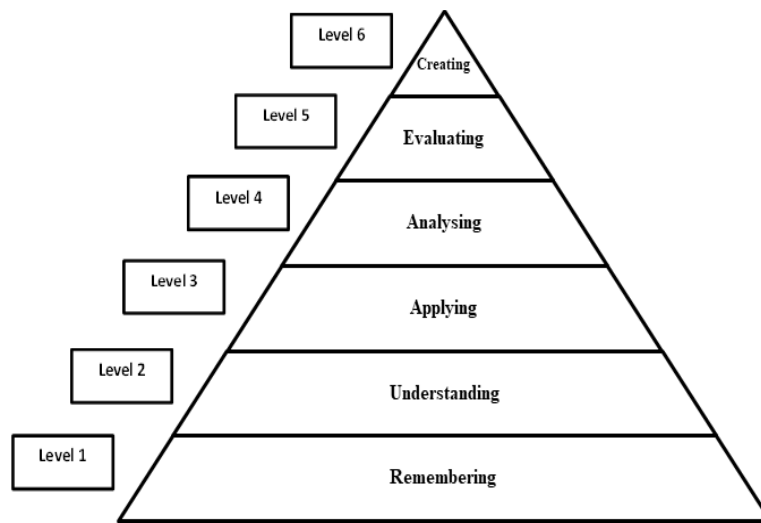 Level 6
Creating
Level 5
Evaluating
Level 4
Analysing
Level 3
Applying
Level 2
Understanding
Level 1
Remembering